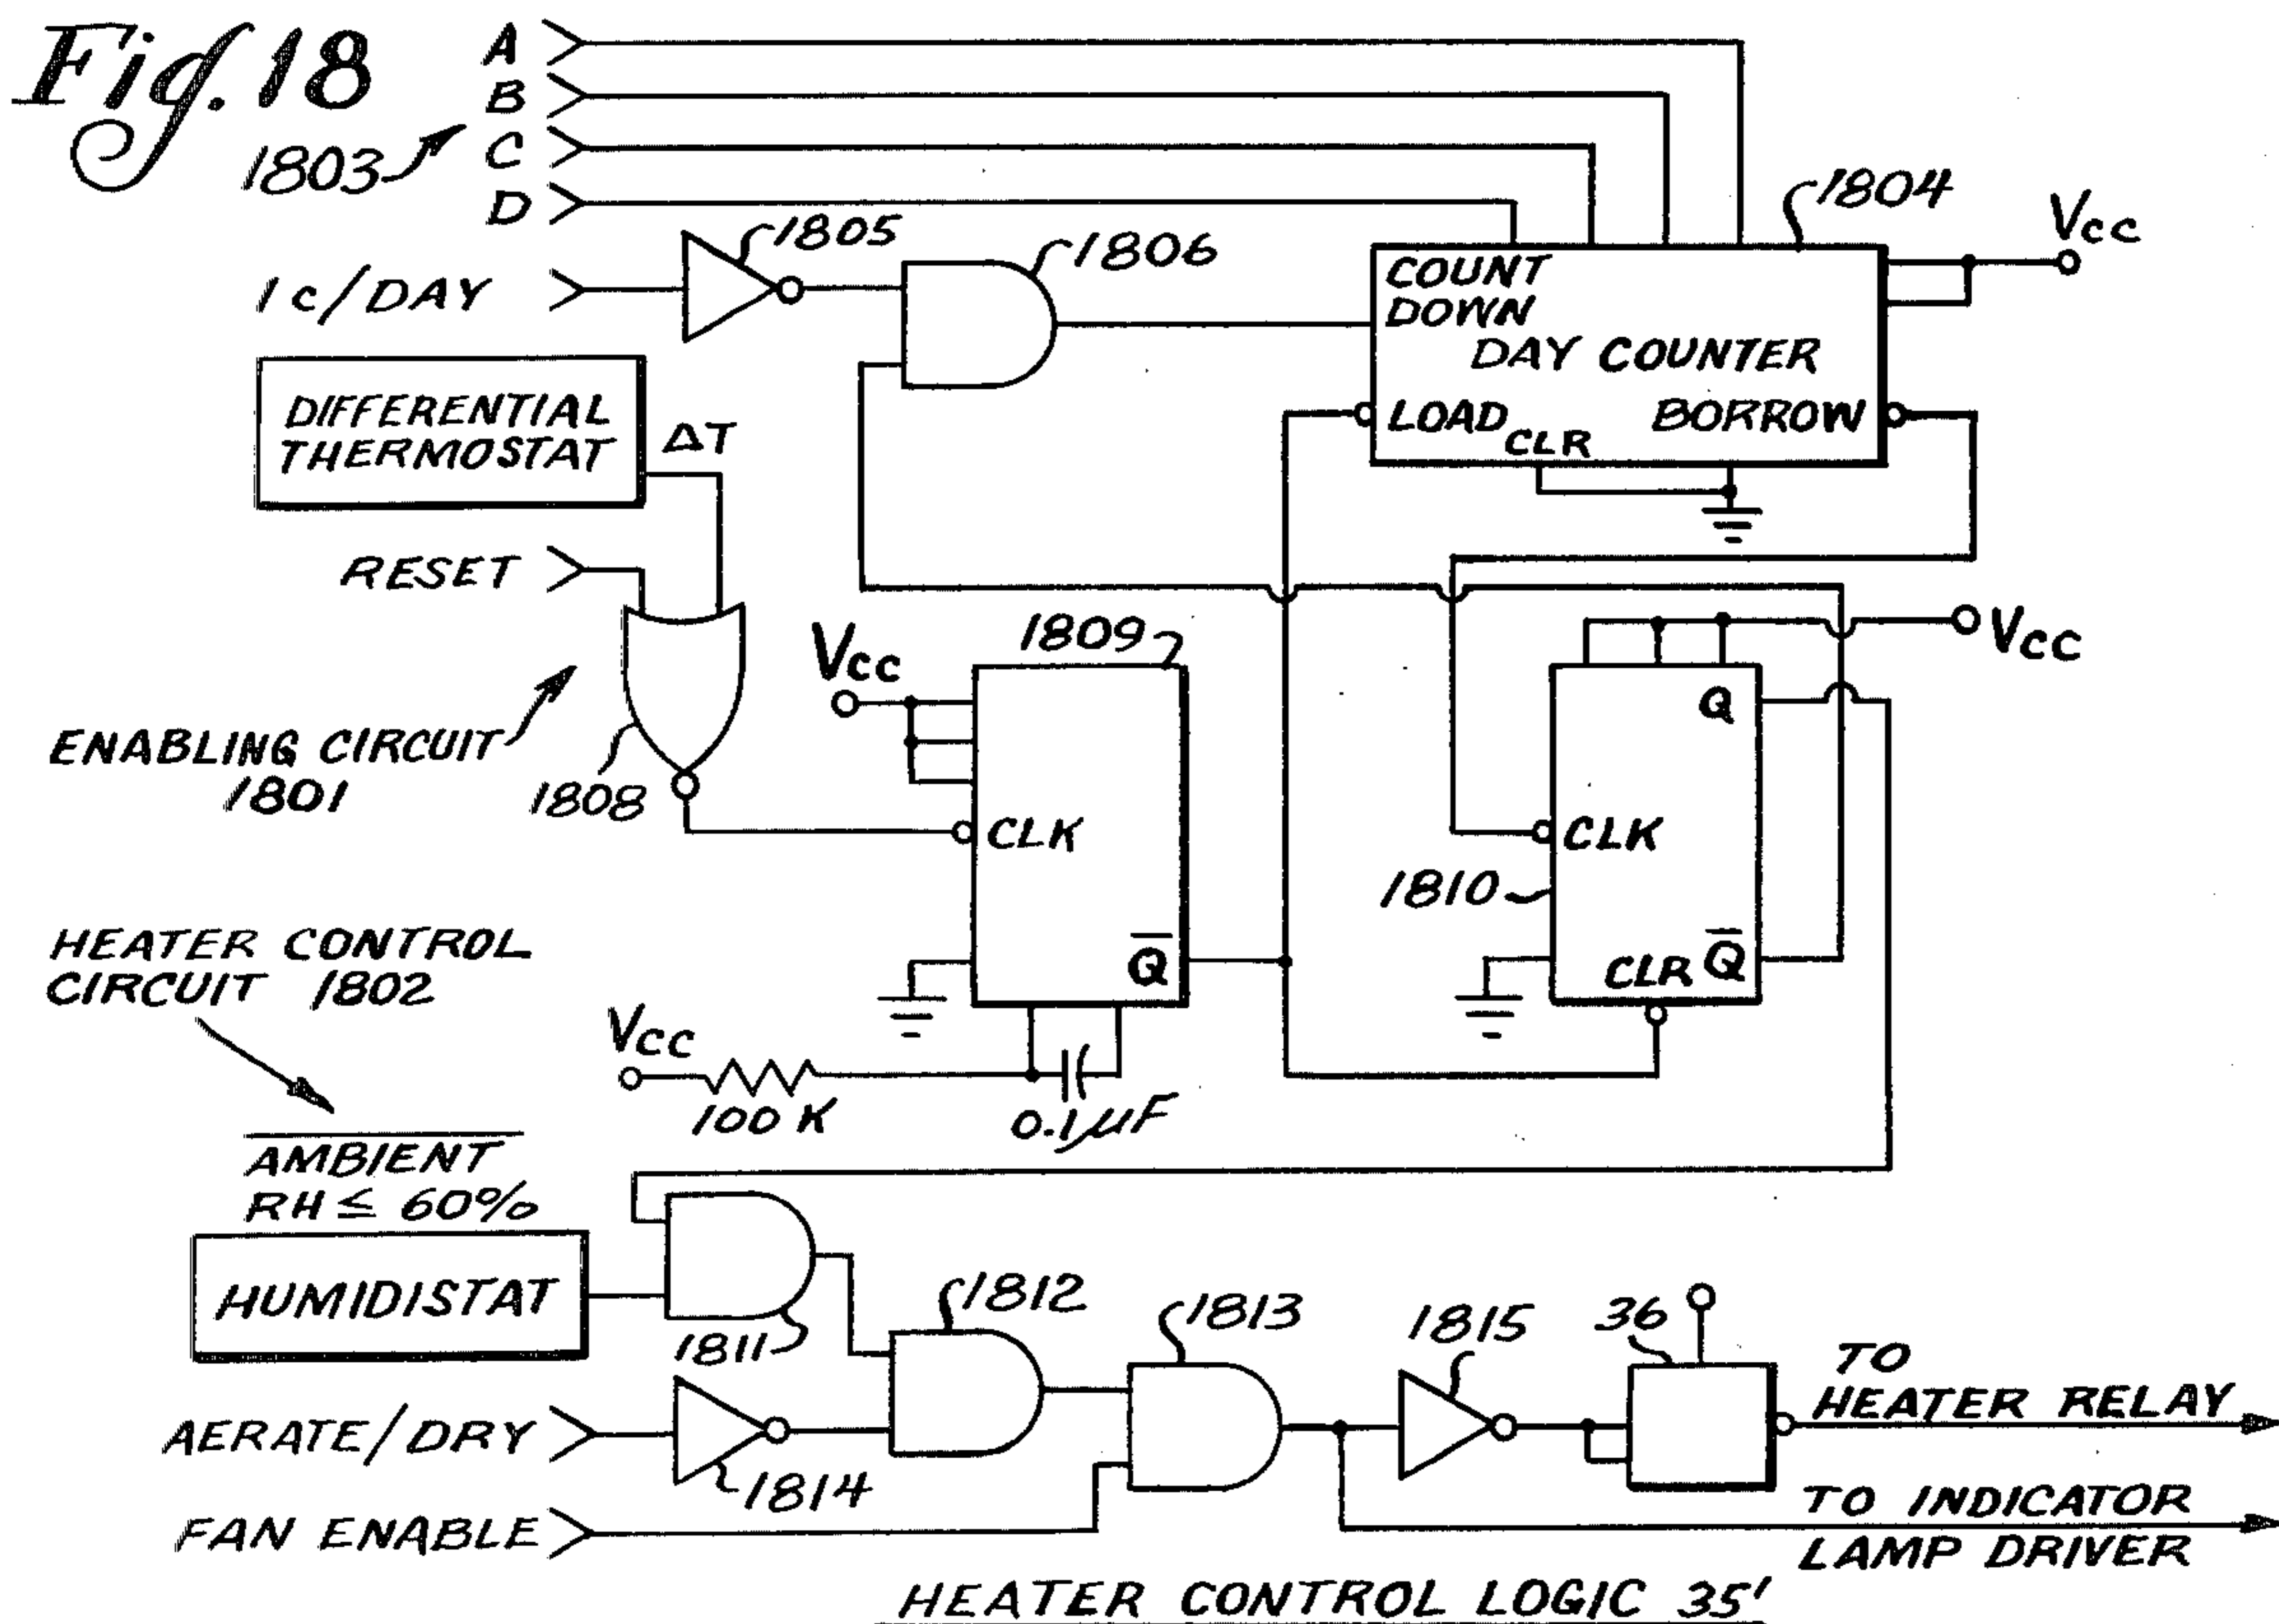 Fig. 18
A
B
1803
C
D
1804
Vcc
1805
1806
1 c/DAY
COUNT
DOWN
DAY COUNTER
LOAD
CLR
BORROW
DIFFERENTIAL
THERMOSTAT
ΔT
RESET
1809
Vcc
Vcc
Q
ENABLING CIRCUIT
1801
1808
CLK
CLK
1810
HEATER CONTROL
CIRCUIT 1802
Q̅
CLR
Q̅
Vcc
100 K
0.1μF
AMBIENT
RH ≤ 60%
HUMIDISTAT
1811
1812
1813
1815
36
TO
HEATER RELAY
AERATE/DRY
1814
FAN ENABLE
TO INDICATOR
LAMP DRIVER
HEATER CONTROL LOGIC 35'